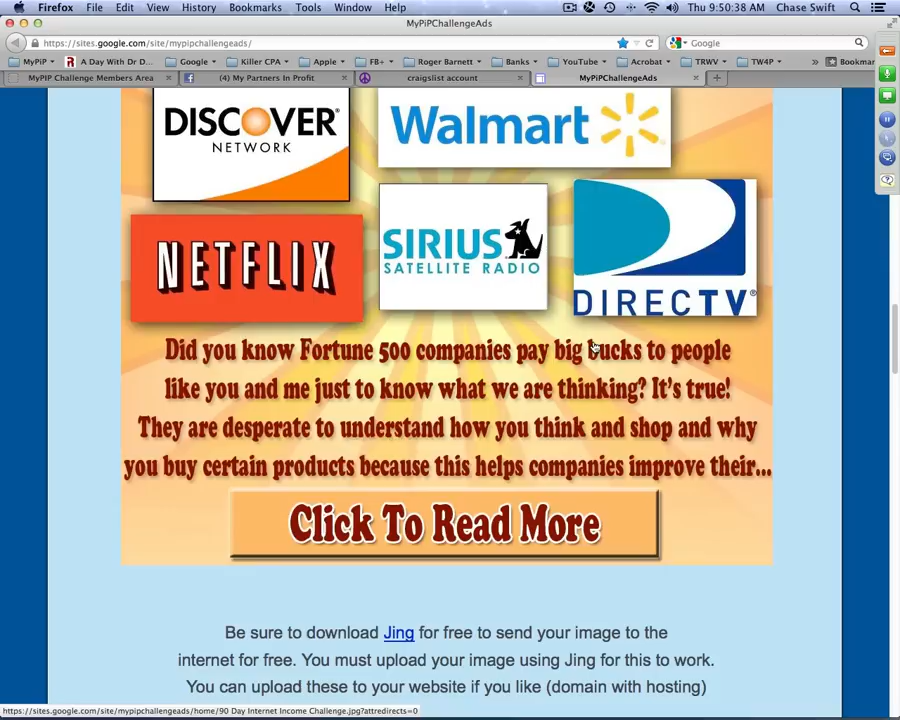 Firefox File Edit View History Bookmarks Tools Window Help Thu 9:50:38 AM Chase Swift
MyPiPChallengeAds
https://sites.google.com/site/mypipchallengeads/
Google
MyPiP R A Day With Dr D... Google Killer CPA Apple FB+ Roger Barnett Banks YouTube Acrobat TRWV TW4P » Bookmar
MyPiP Challenge Members Area × (4) My Partners In Profit × craigslist account × MyPiPChallengeAds × +
DISCOVER®
NETWORK
Walmart
NETFLIX
SIRIUS
SATELLITE RADIO
DIRECTV®
Did you know Fortune 500 companies pay big bucks to people
like you and me just to know what we are thinking? It's true!
They are desperate to understand how you think and shop and why
you buy certain products because this helps companies improve their...
Click To Read More
Be sure to download Jing for free to send your image to the
internet for free. You must upload your image using Jing for this to work.
You can upload these to your website if you like (domain with hosting)
https://sites.google.com/site/mypipchallengeads/home/90 Day Internet Income Challenge.jpg?attredirects=0